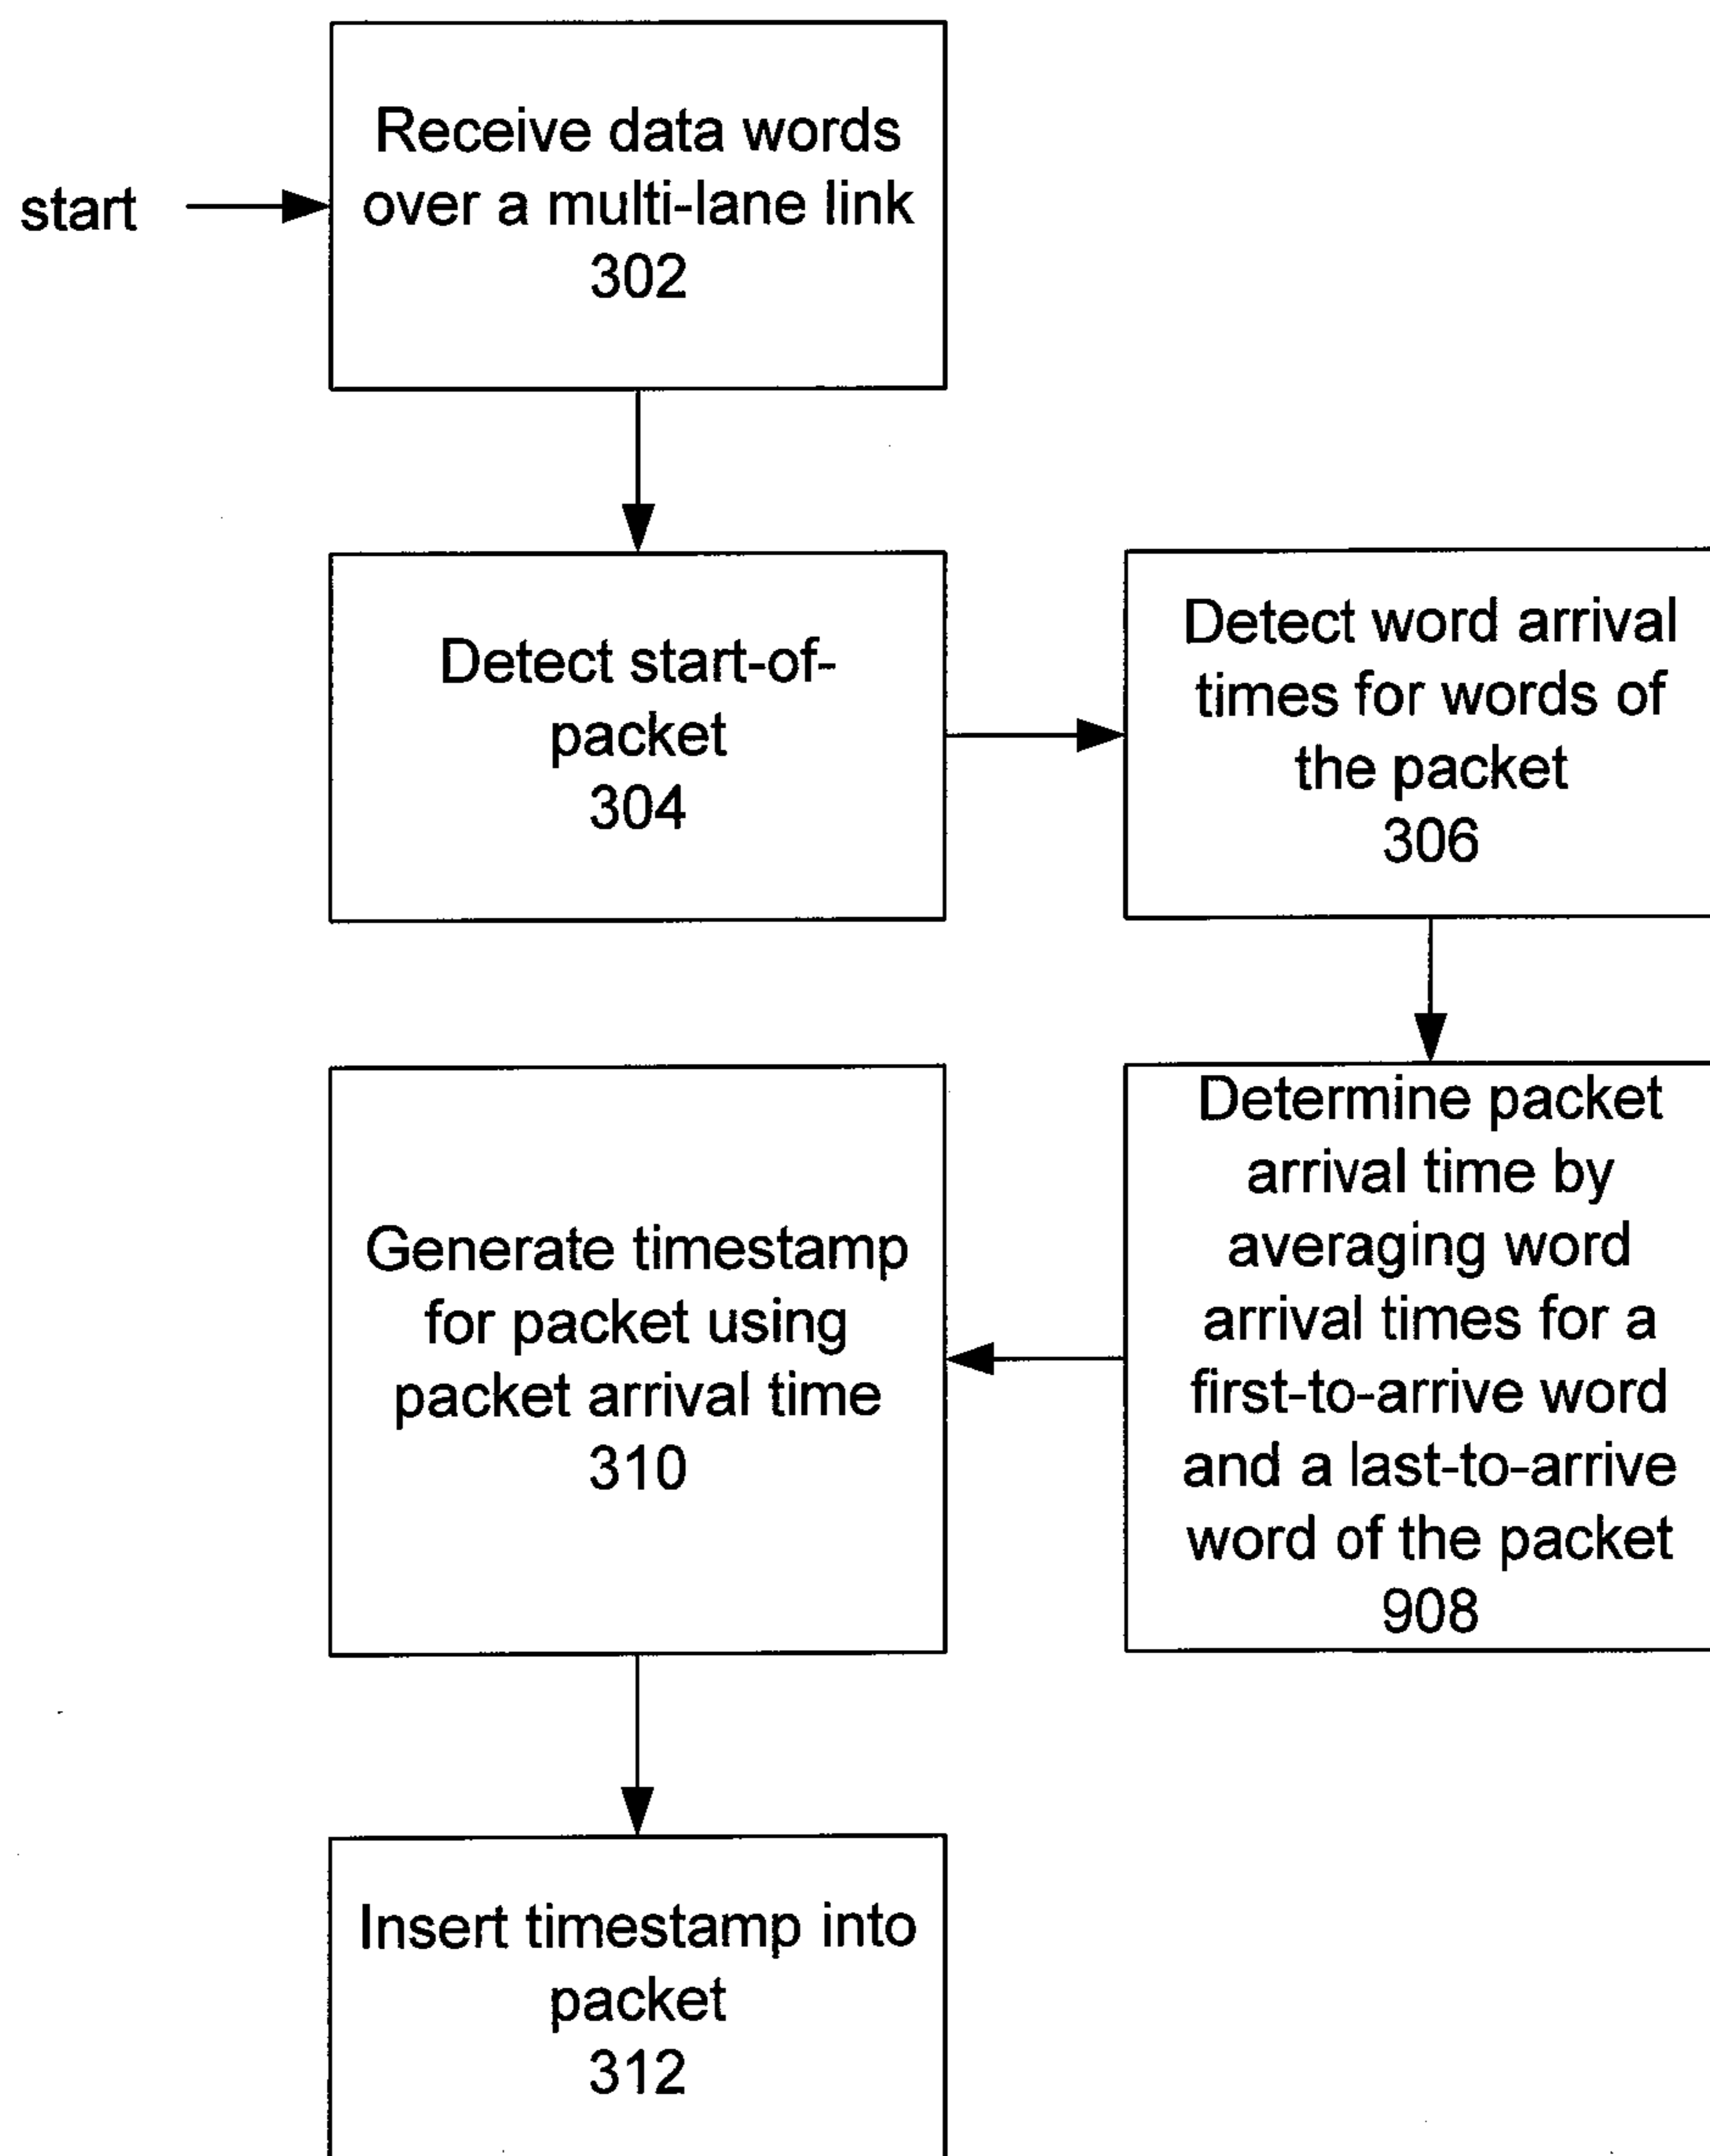 start
Receive data words
over a multi-lane link
302
Detect start-of-
packet
304
Detect word arrival
times for words of
the packet
306
Determine packet
arrival time by
averaging word
arrival times for a
first-to-arrive word
and a last-to-arrive
word of the packet
908
Generate timestamp
for packet using
packet arrival time
310
Insert timestamp into
packet
312